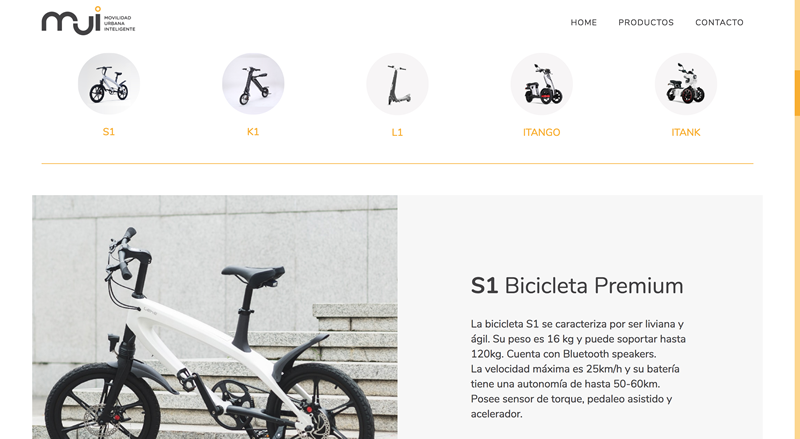 mui MOVILIDAD
URBANA
INTELIGENTE
HOME PRODUCTOS CONTACTO
S1 K1 L1 ITANGO ITANK
S1 Bicicleta Premium
La bicicleta S1 se caracteriza por ser liviana y
ágil. Su peso es 16 kg y puede soportar hasta
120kg. Cuenta con Bluetooth speakers.
La velocidad máxima es 25km/h y su batería
tiene una autonomía de hasta 50-60km.
Posee sensor de torque, pedaleo asistido y
acelerador.